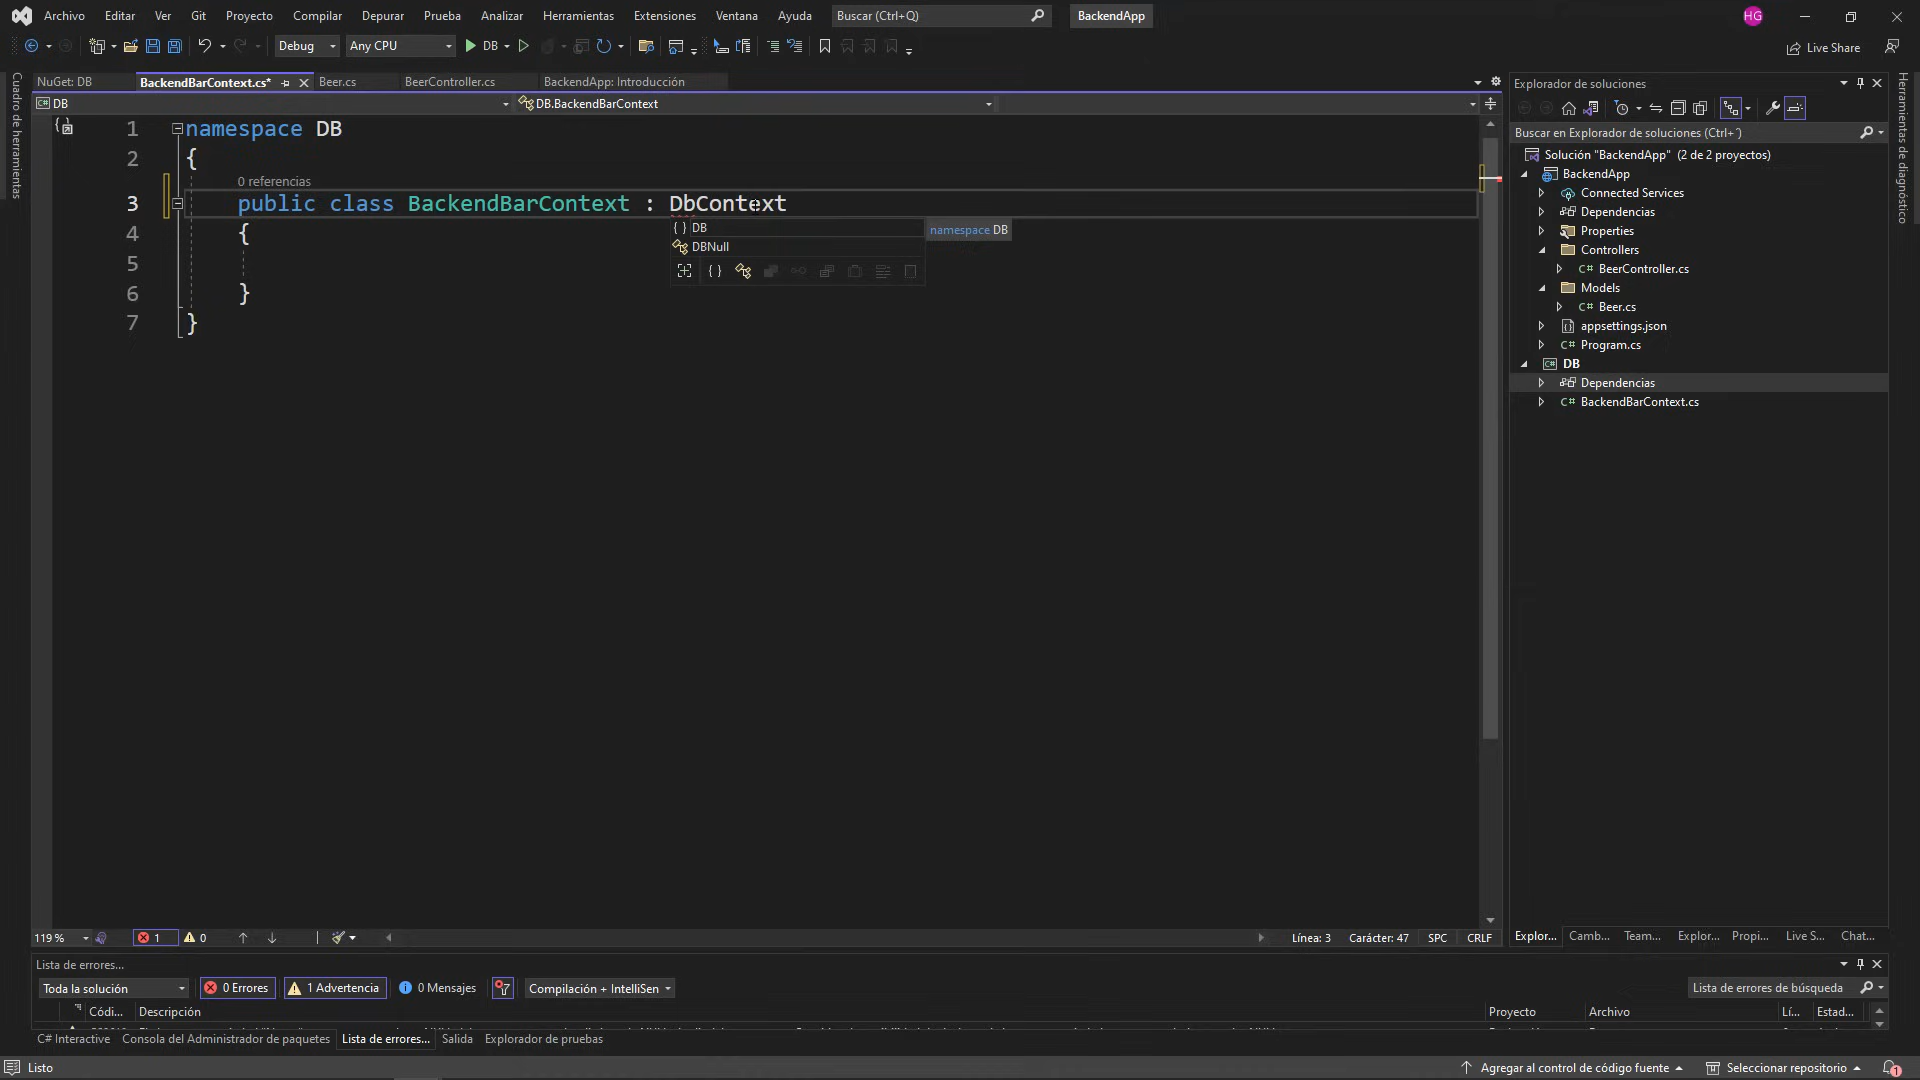 Archivo Editar Ver Git Proyecto Compilar Depurar Prueba Analizar Herramientas Extensiones Ventana Ayuda Buscar (Ctrl+Q) BackendApp HG
Debug Any CPU DB Live Share
NuGet: DB BackendBarContext.cs* Beer.cs BeerController.cs BackendApp: Introducción
DB DB.BackendBarContext
Cuadro de herramientas
1 namespace DB
2 {
0 referencias
3 public class BackendBarContext : DbContext
4 {
5
6 }
7 }
DB
namespace DB
DBNull
119 % 1 0 Línea: 3 Carácter: 47 SPC CRLF
Explorador de soluciones
Buscar en Explorador de soluciones (Ctrl+´)
Solución "BackendApp" (2 de 2 proyectos)
BackendApp
Connected Services
Dependencias
Properties
Controllers
C# BeerController.cs
Models
C# Beer.cs
appsettings.json
C# Program.cs
DB
Dependencias
C# BackendBarContext.cs
Explor... Camb... Team... Explor... Propi... Live S... Chat...
Herramientas de diagnóstico
Lista de errores...
Toda la solución 0 Errores 1 Advertencia 0 Mensajes Compilación + IntelliSen Lista de errores de búsqueda
Códi... Descripción Proyecto Archivo Lí... Estad...
C# Interactive Consola del Administrador de paquetes Lista de errores... Salida Explorador de pruebas
Listo Agregar al control de código fuente Seleccionar repositorio 1